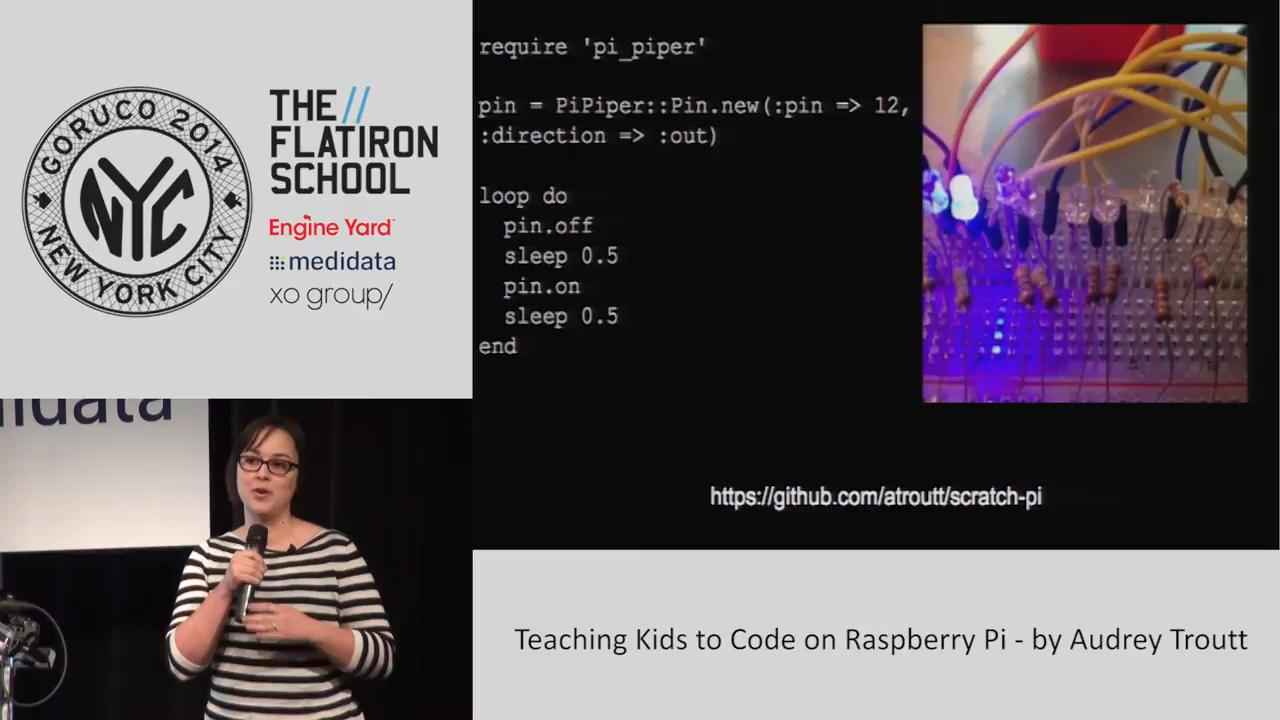 GORUCO 2014
NYC
NEW YORK CITY
THE //
FLATIRON
SCHOOL
Engine Yard
medidata
xo group/
require 'pi_piper'
pin = PiPiper::Pin.new(:pin => 12,
:direction => :out)
loop do
pin.off
sleep 0.5
pin.on
sleep 0.5
end
https://github.com/atroutt/scratch-pi
idata
Teaching Kids to Code on Raspberry Pi - by Audrey Troutt